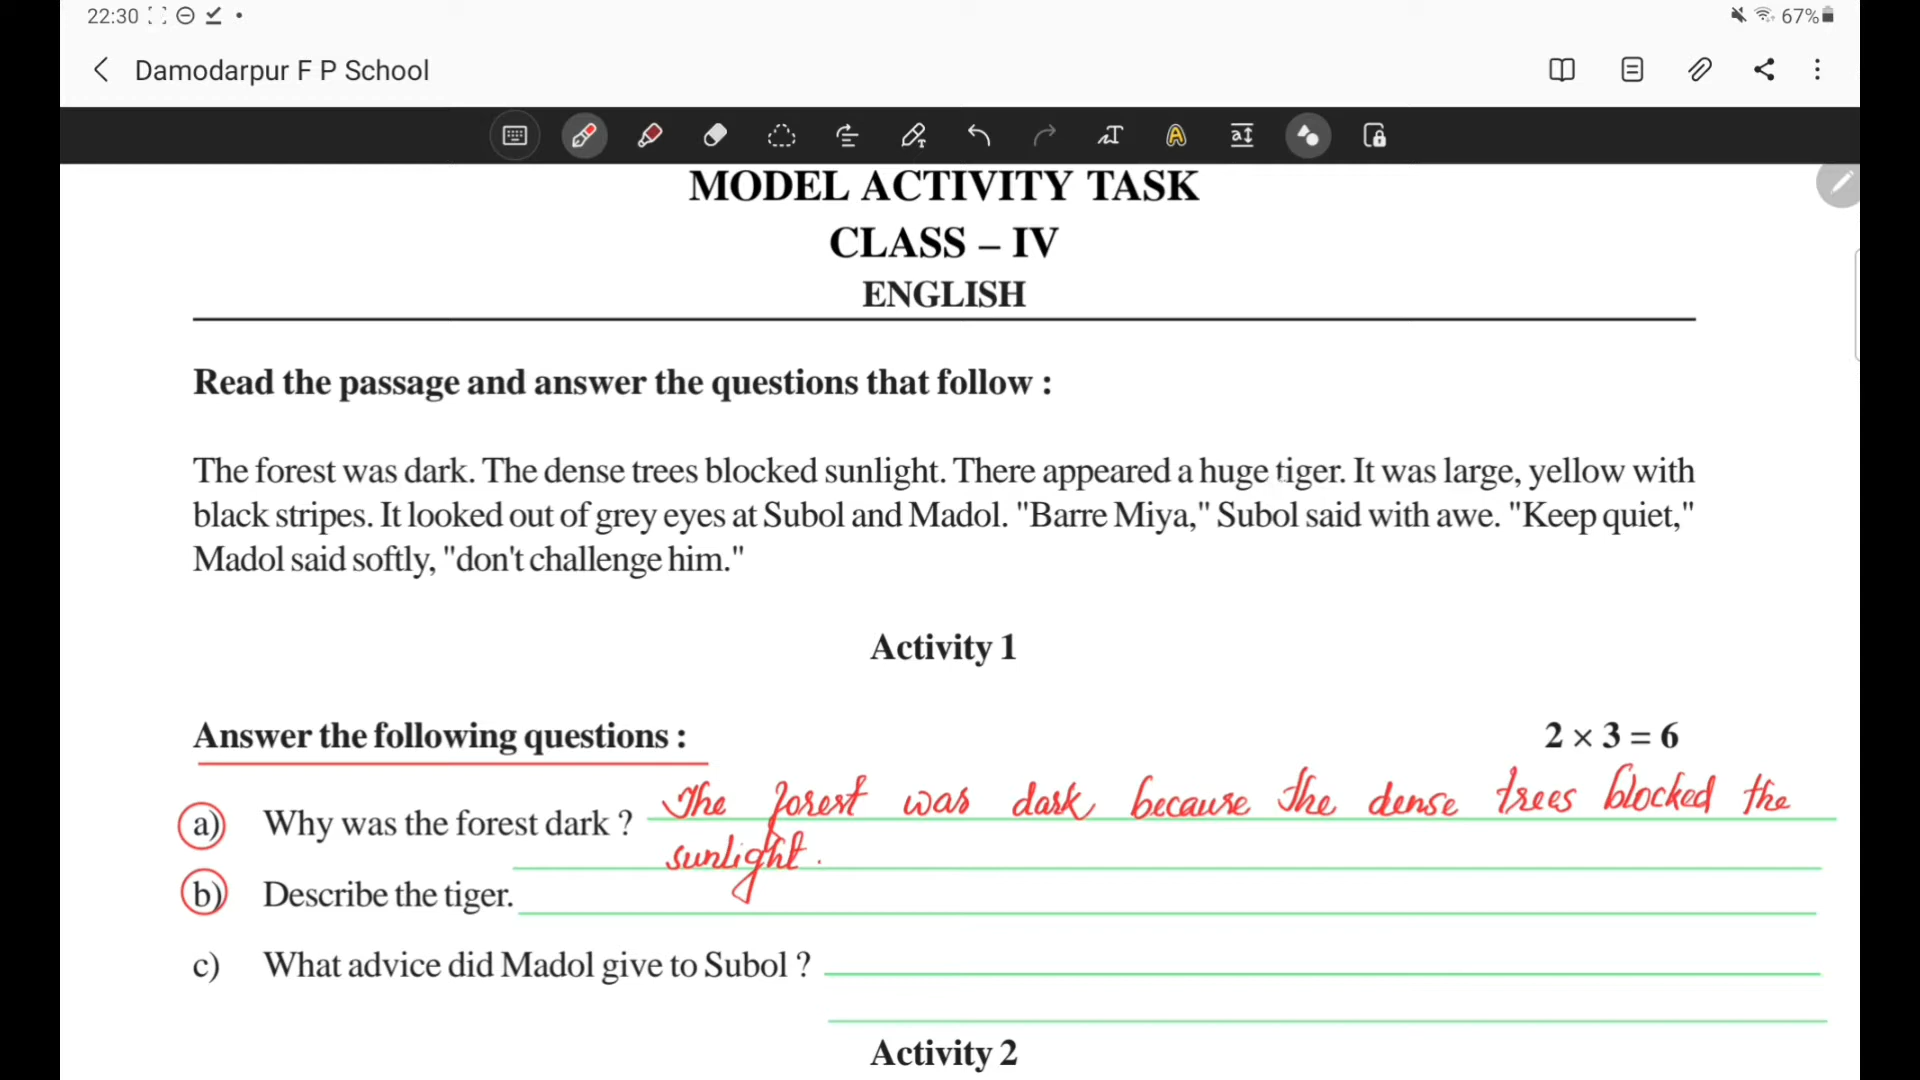 22:30
67%
Damodarpur F P School
MODEL ACTIVITY TASK
CLASS – IV
ENGLISH
Read the passage and answer the questions that follow :
The forest was dark. The dense trees blocked sunlight. There appeared a huge tiger. It was large, yellow with
black stripes. It looked out of grey eyes at Subol and Madol. "Barre Miya," Subol said with awe. "Keep quiet,"
Madol said softly, "don't challenge him."
Activity 1
Answer the following questions : 2 × 3 = 6
a) Why was the forest dark ? The forest was dark because the dense trees blocked the
sunlight.
b) Describe the tiger.
c) What advice did Madol give to Subol ?
Activity 2